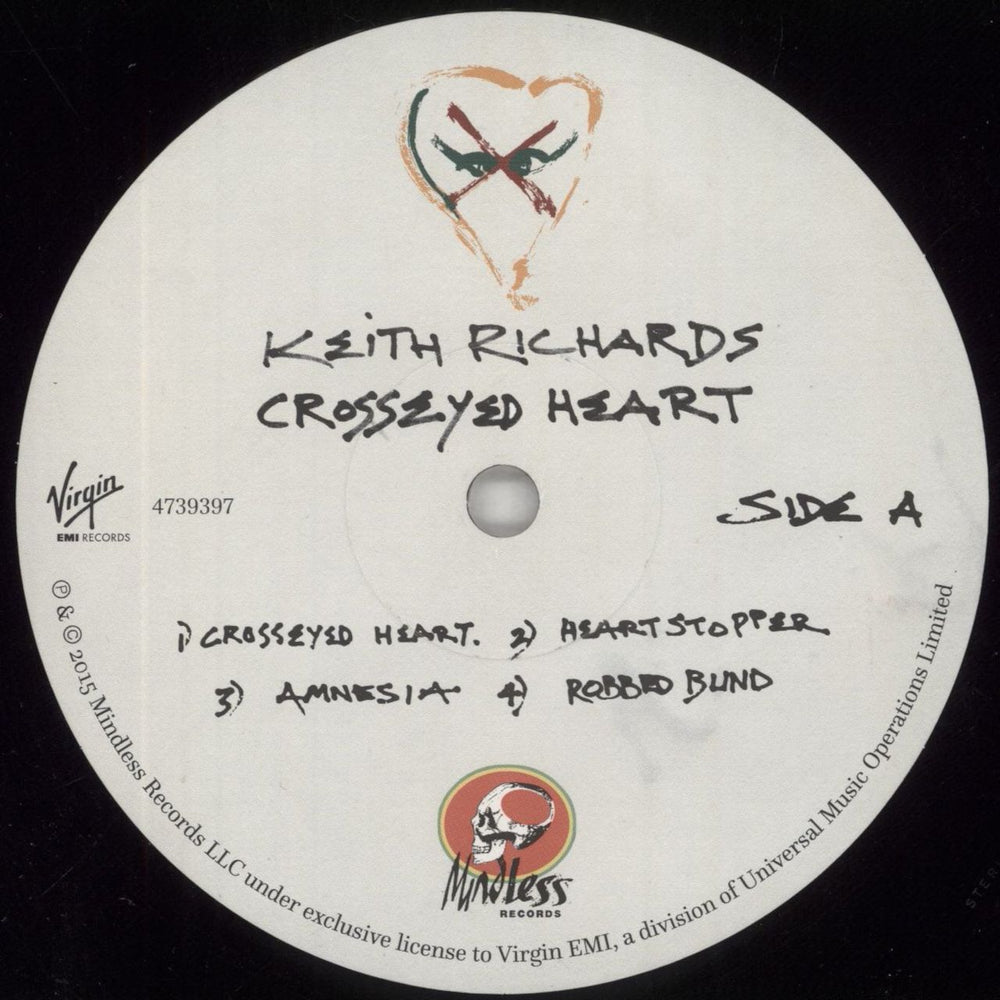 KEITH RICHARDS
CROSSEYED HEART
Virgin
EMI RECORDS
4739397
SIDE A
1) CROSSEYED HEART. 2) HEARTSTOPPER
3) AMNESIA 4) ROBBED BLIND
Mindless
RECORDS
℗ & © 2015 Mindless Records LLC under exclusive license to Virgin EMI, a division of Universal Music Operations Limited